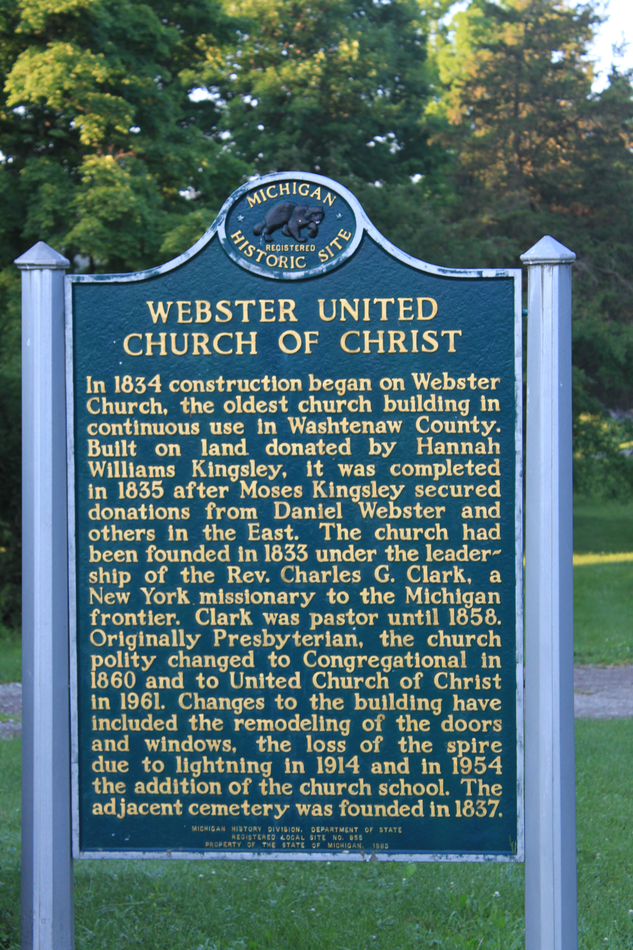 MICHIGAN
REGISTERED
HISTORIC SITE
WEBSTER UNITED
CHURCH OF CHRIST
In 1834 construction began on Webster
Church, the oldest church building in
continuous use in Washtenaw County.
Built on land donated by Hannah
Williams Kingsley, it was completed
in 1835 after Moses Kingsley secured
donations from Daniel Webster and
others in the East. The church had
been founded in 1833 under the leader-
ship of the Rev. Charles G. Clark, a
New York missionary to the Michigan
frontier. Clark was pastor until 1858.
Originally Presbyterian, the church
polity changed to Congregational in
1860 and to United Church of Christ
in 1961. Changes to the building have
included the remodeling of the doors
and windows, the loss of the spire
due to lightning in 1914 and in 1954
the addition of the church school. The
adjacent cemetery was founded in 1837.
MICHIGAN HISTORY DIVISION, DEPARTMENT OF STATE
REGISTERED LOCAL SITE NO.
PROPERTY OF THE STATE OF MICHIGAN,